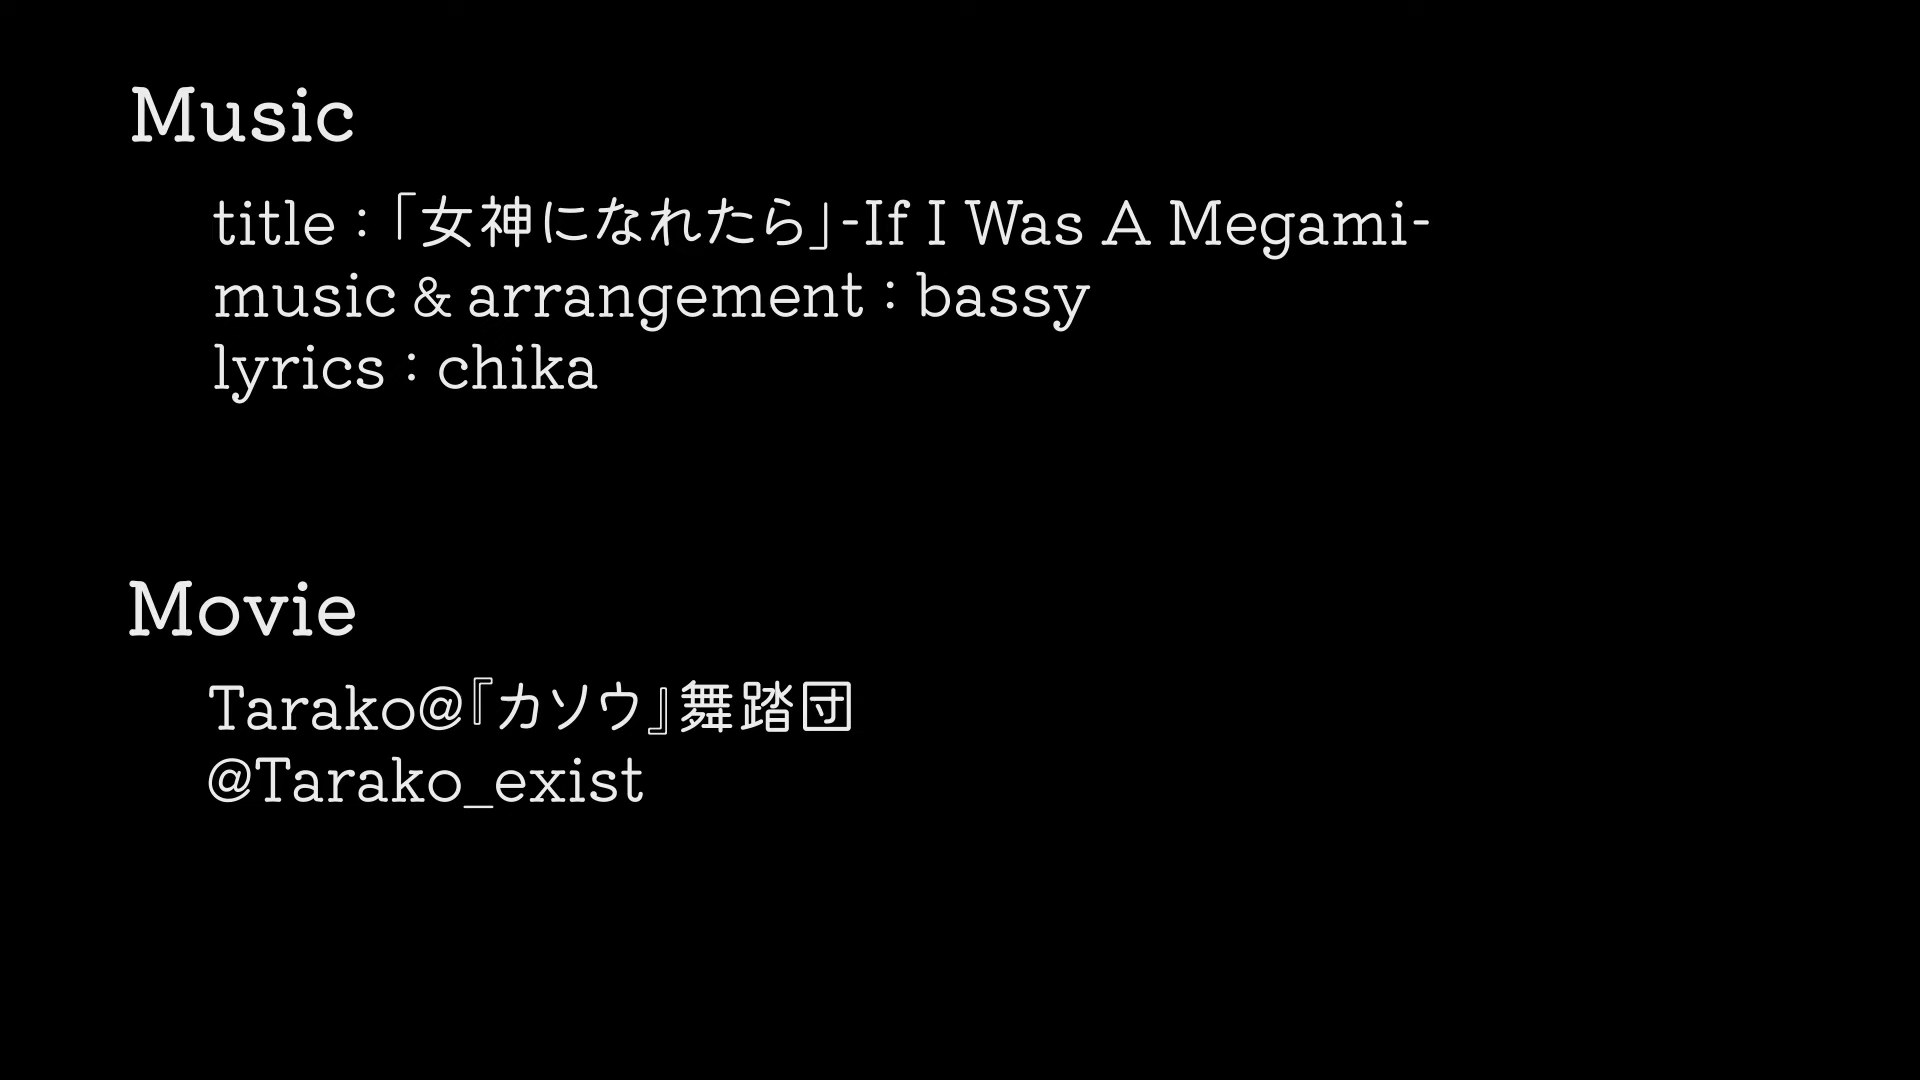 Music
title：「女神になれたら」-If I Was A Megami-
music & arrangement：bassy
lyrics：chika
Movie
Tarako@『カソウ』舞踏団
@Tarako_exist